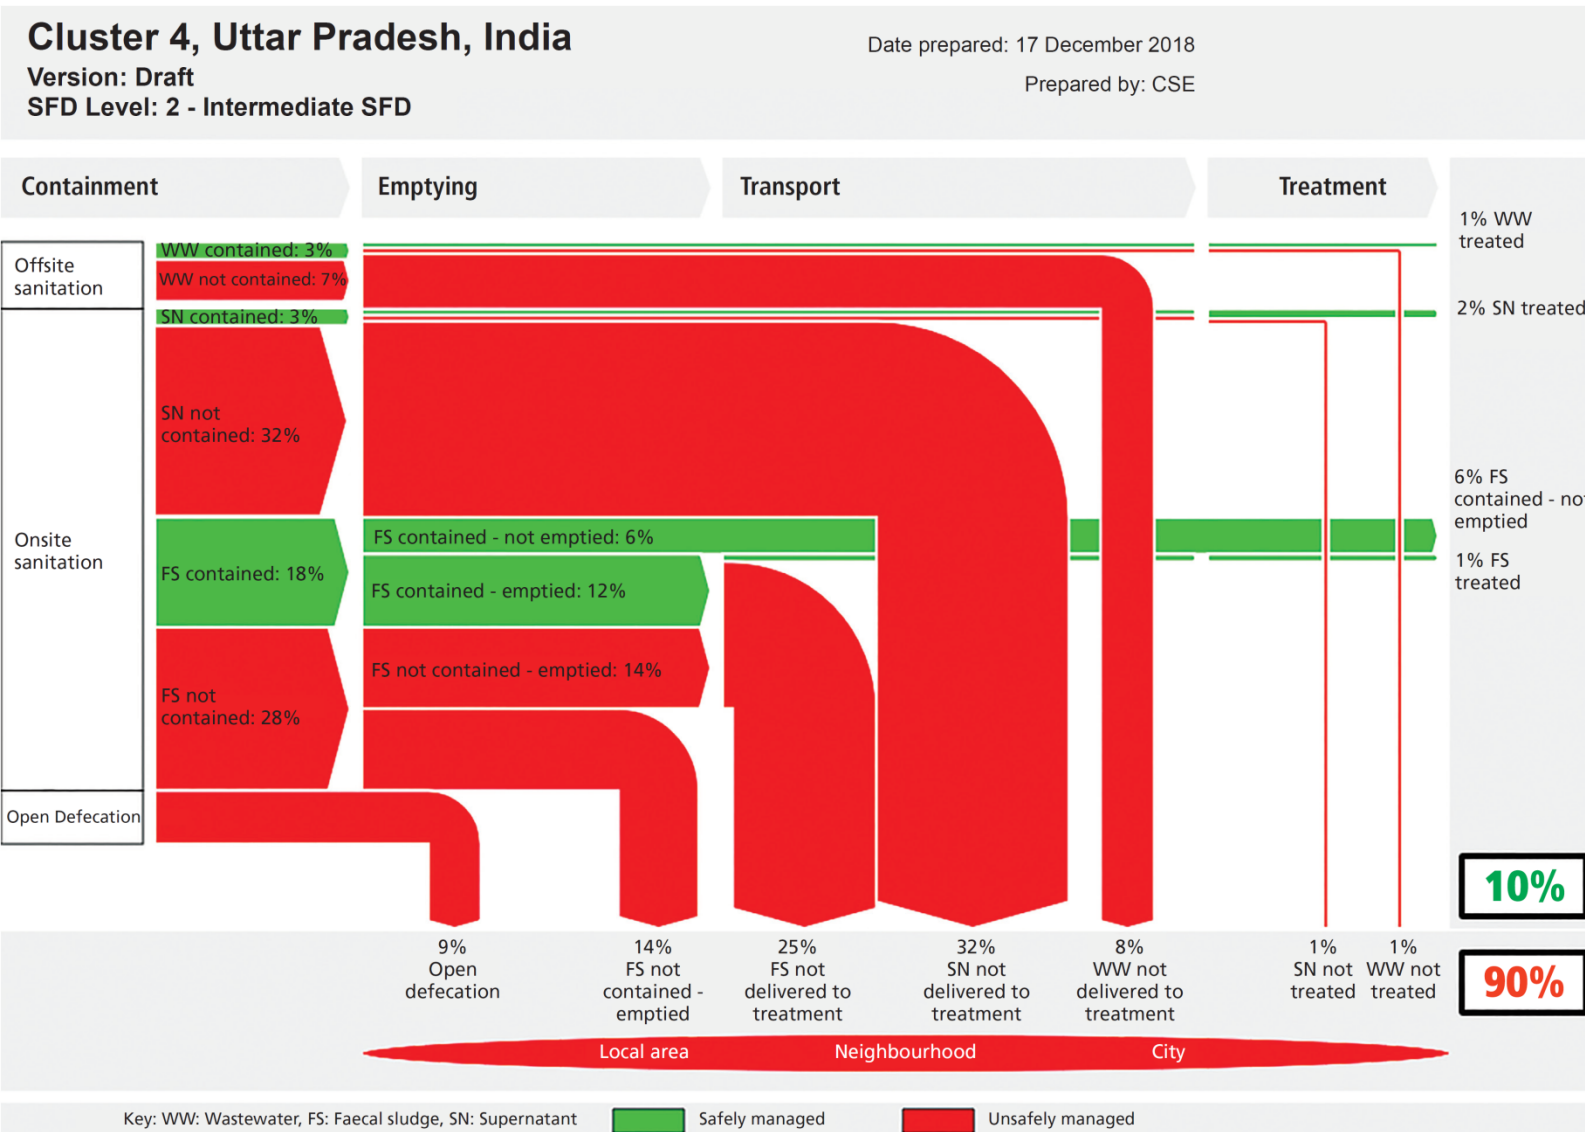 Cluster 4, Uttar Pradesh, India
Version: Draft
SFD Level: 2 - Intermediate SFD
Date prepared: 17 December 2018
Prepared by: CSE
Containment
Emptying
Transport
Treatment
Offsite
sanitation
WW contained: 3%
WW not contained: 7%
1% WW
treated
Onsite
sanitation
SN contained: 3%
2% SN treated
SN not
contained: 32%
FS contained: 18%
FS contained - not emptied: 6%
6% FS
contained - not
emptied
FS contained - emptied: 12%
1% FS
treated
FS not
contained: 28%
FS not contained - emptied: 14%
Open Defecation
10%
90%
9%
Open
defecation
14%
FS not
contained -
emptied
25%
FS not
delivered to
treatment
32%
SN not
delivered to
treatment
8%
WW not
delivered to
treatment
1%
SN not
treated
1%
WW not
treated
Local area
Neighbourhood
City
Key: WW: Wastewater, FS: Faecal sludge, SN: Supernatant
Safely managed
Unsafely managed